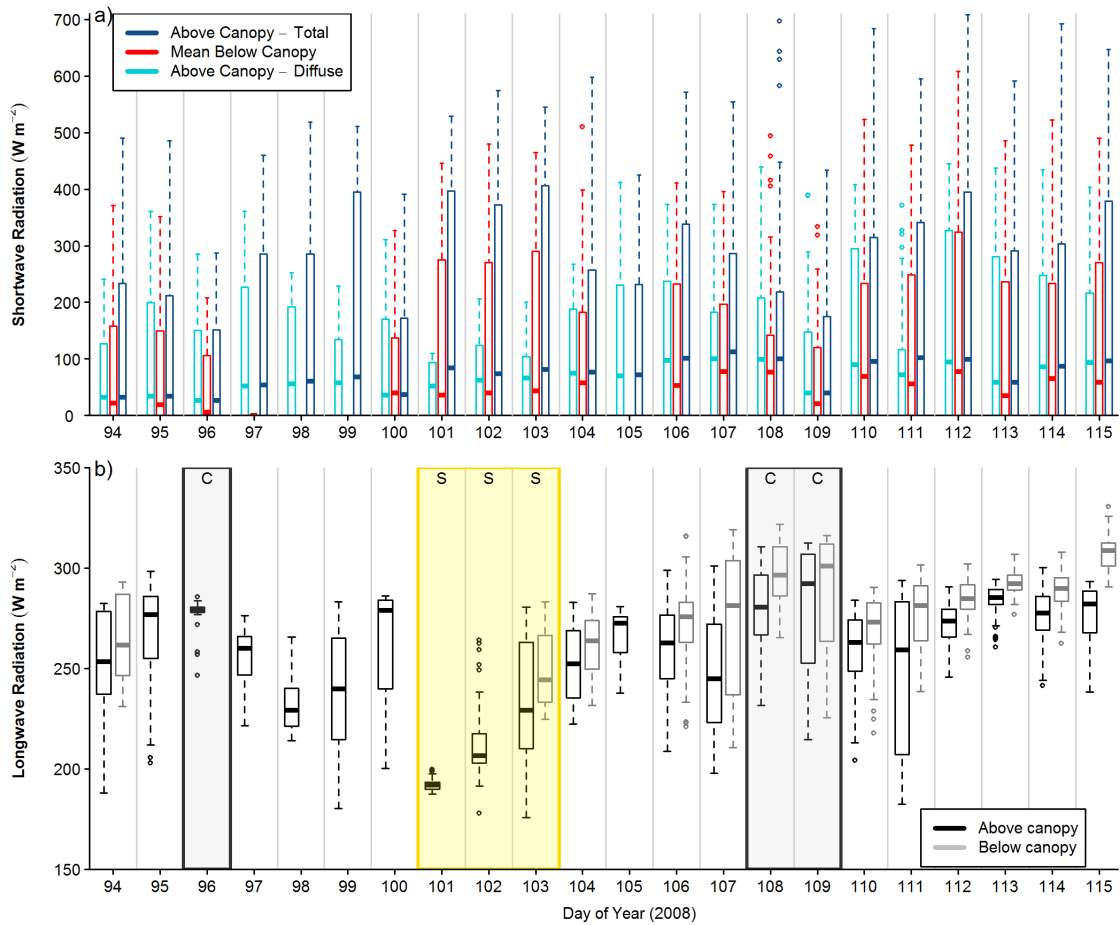 a)
Above Canopy – Total
Mean Below Canopy
Above Canopy – Diffuse
Shortwave Radiation (W m⁻²)
700
600
500
400
300
200
100
0
94 95 96 97 98 99 100 101 102 103 104 105 106 107 108 109 110 111 112 113 114 115
b)
C S S S C C
Longwave Radiation (W m⁻²)
350
300
250
200
150
Above canopy
Below canopy
94 95 96 97 98 99 100 101 102 103 104 105 106 107 108 109 110 111 112 113 114 115
Day of Year (2008)